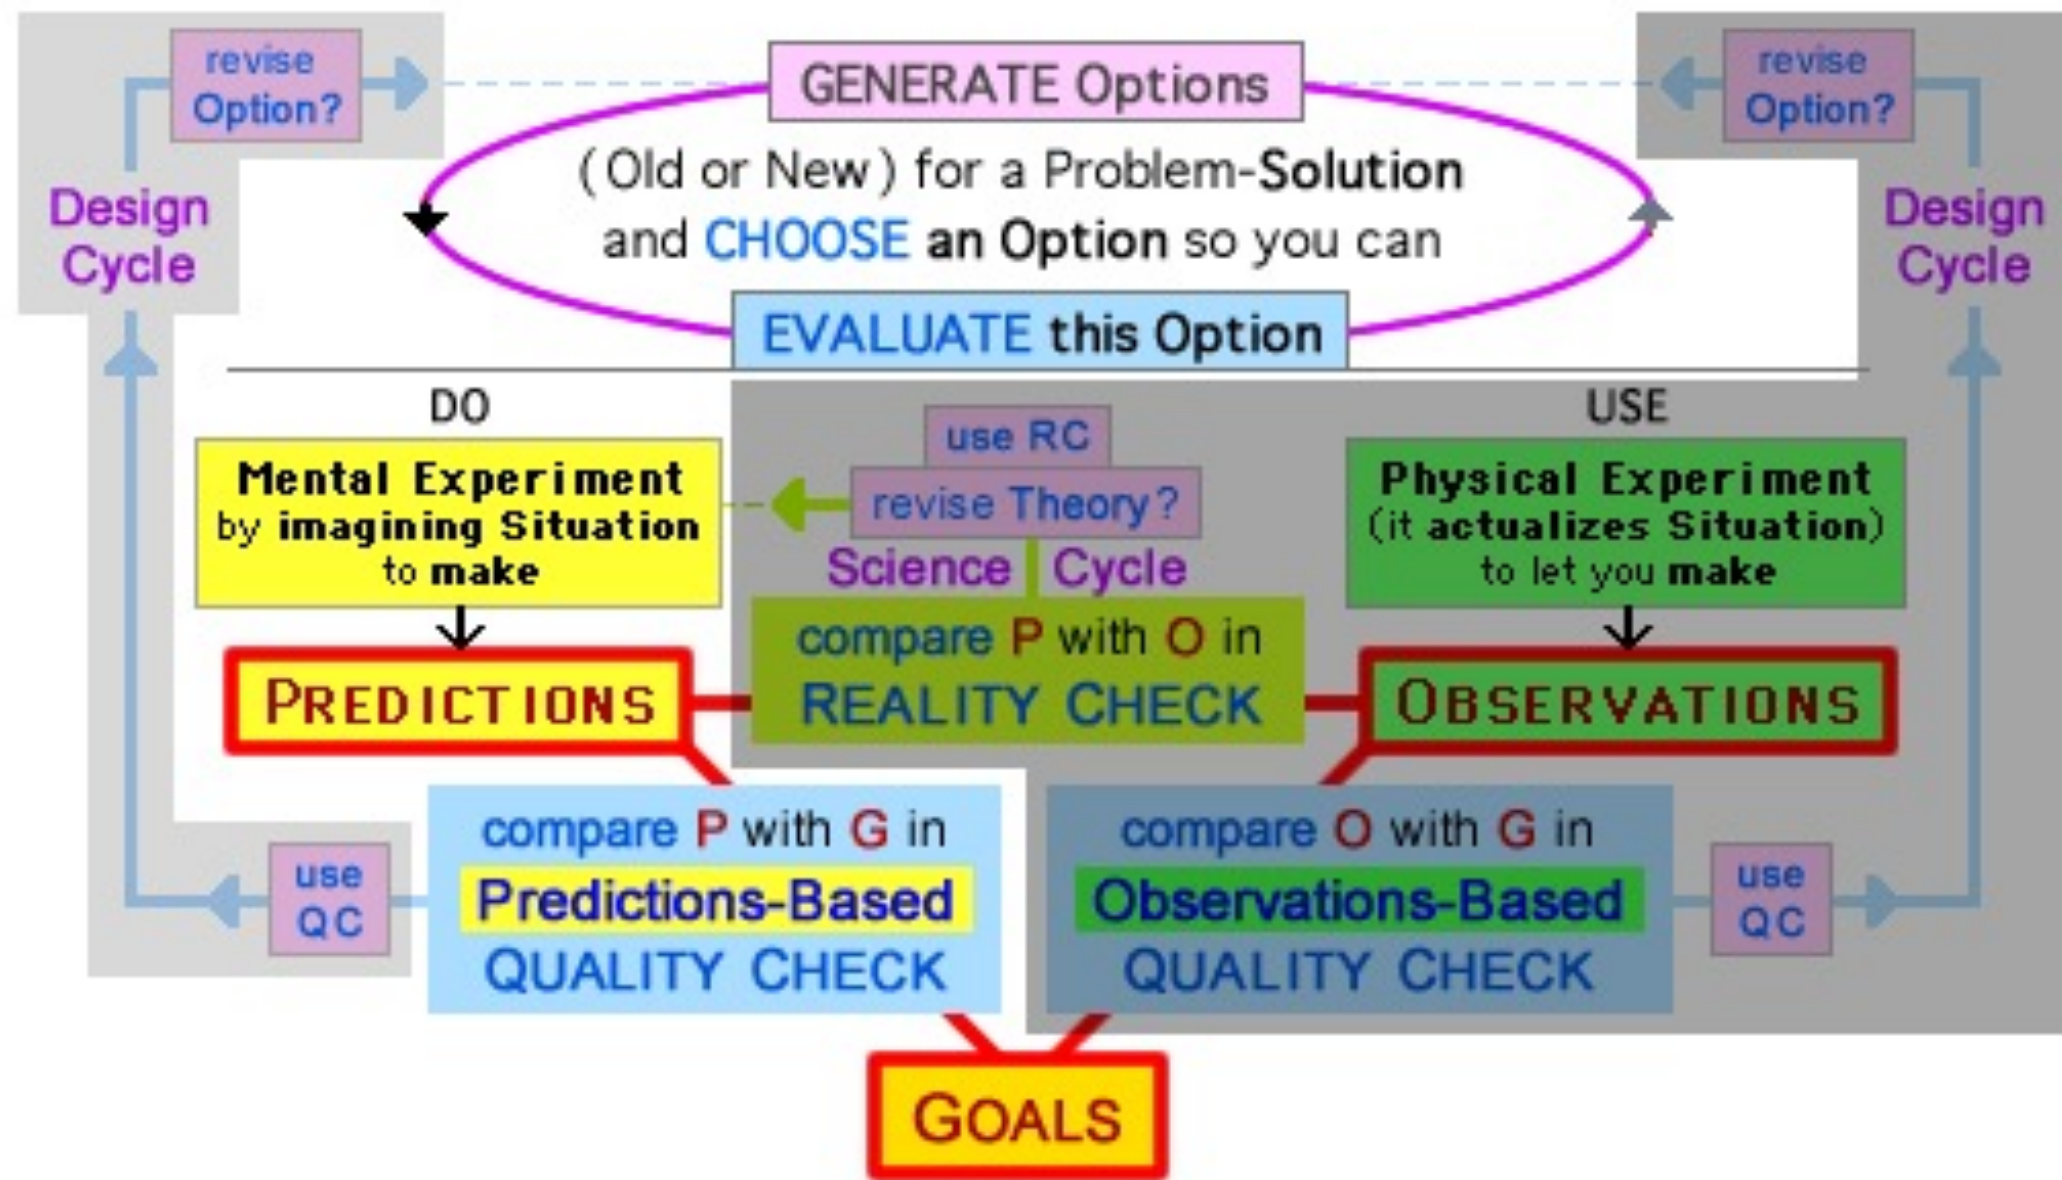 revise
Option?
GENERATE Options
revise
Option?
(Old or New) for a Problem-Solution
and CHOOSE an Option so you can
Design
Cycle
Design
Cycle
EVALUATE this Option
DO
USE
Mental Experiment
by imagining Situation
to make
use RC
revise Theory?
Science Cycle
Physical Experiment
(it actualizes Situation)
to let you make
compare P with O in
REALITY CHECK
PREDICTIONS
OBSERVATIONS
use
QC
compare P with G in
Predictions-Based
QUALITY CHECK
compare O with G in
Observations-Based
QUALITY CHECK
use
QC
GOALS